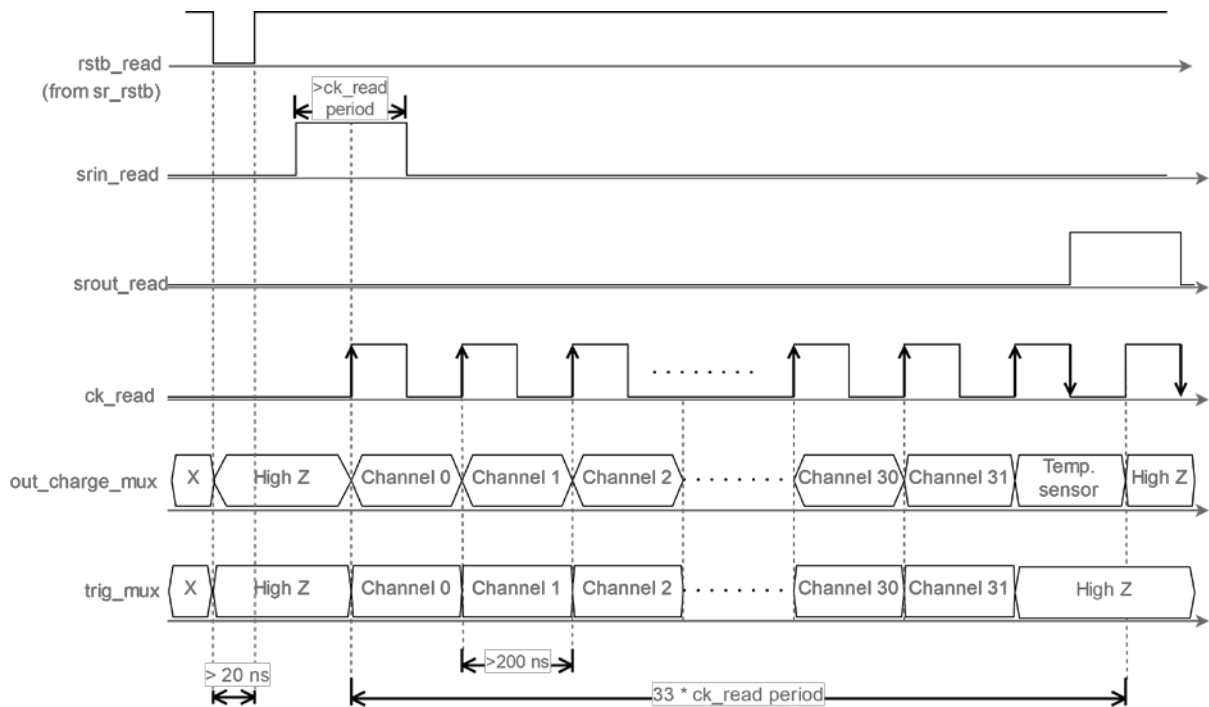 rstb_read
(from sr_rstb)
>ck_read
period
srin_read
srout_read
ck_read
out_charge_mux
X
High Z
Channel 0
Channel 1
Channel 2
Channel 30
Channel 31
Temp.
sensor
High Z
trig_mux
X
High Z
Channel 0
Channel 1
Channel 2
Channel 30
Channel 31
High Z
> 20 ns
>200 ns
33 * ck_read period